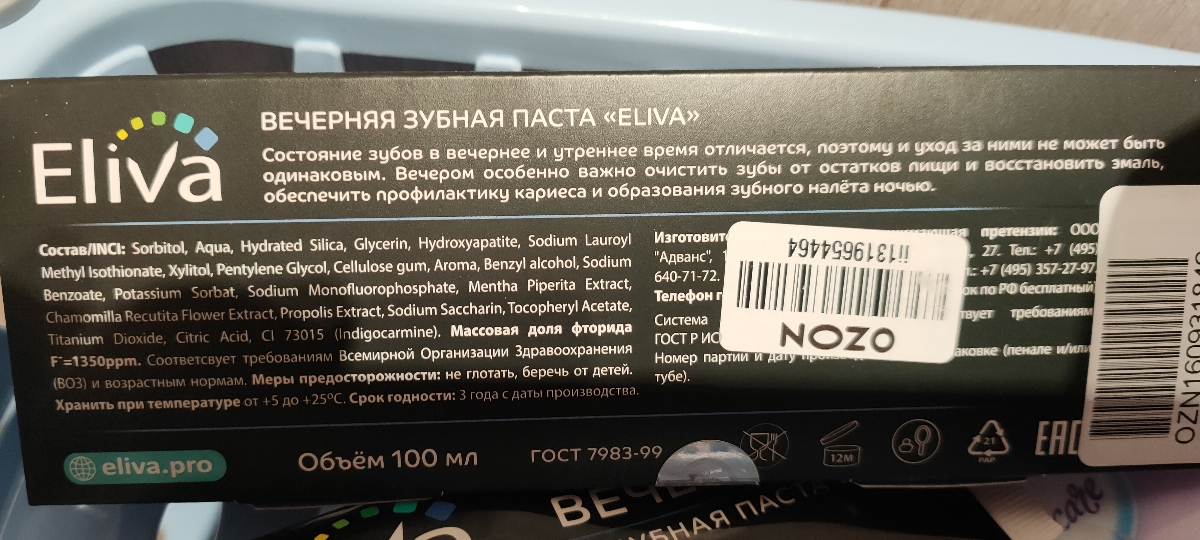 Eliva
ВЕЧЕРНЯЯ ЗУБНАЯ ПАСТА «ELIVA»
Состояние зубов в вечернее и утреннее время отличается, поэтому и уход за ними не может быть
одинаковым. Вечером особенно важно очистить зубы от остатков пищи и восстановить эмаль,
обеспечить профилактику кариеса и образования зубного налёта ночью.
Состав/INCI: Sorbitol, Aqua, Hydrated Silica, Glycerin, Hydroxyapatite, Sodium Lauroyl
Methyl Isothionate, Xylitol, Pentylene Glycol, Cellulose gum, Aroma, Benzyl alcohol, Sodium
Benzoate, Potassium Sorbat, Sodium Monofluorophosphate, Mentha Piperita Extract,
Chamomilla Recutita Flower Extract, Propolis Extract, Sodium Saccharin, Tocopheryl Acetate,
Titanium Dioxide, Citric Acid, CI 73015 (Indigocarmine). Массовая доля фторида
F⁻=1350ppm. Соответсвует требованиям Всемирной Организации Здравоохранения
(ВОЗ) и возрастным нормам. Меры предосторожности: не глотать, беречь от детей.
Хранить при температуре от +5 до +25°С. Срок годности: 3 года с даты производства.
претензии: ООО
"Адванс", 27. Тел.: +7 (495)
640-71-72. +7 (495) 357-27-97
Телефон по РФ бесплатный
Система требованиям
ГОСТ Р ИСО
Номер партии и дату (пенале и/или
тубе).
ii1319654464
OZON
eliva.pro
Объём 100 мл
ГОСТ 7983-99
12M
21
PAP
EAC
ЗУБНАЯ ПАСТА
care